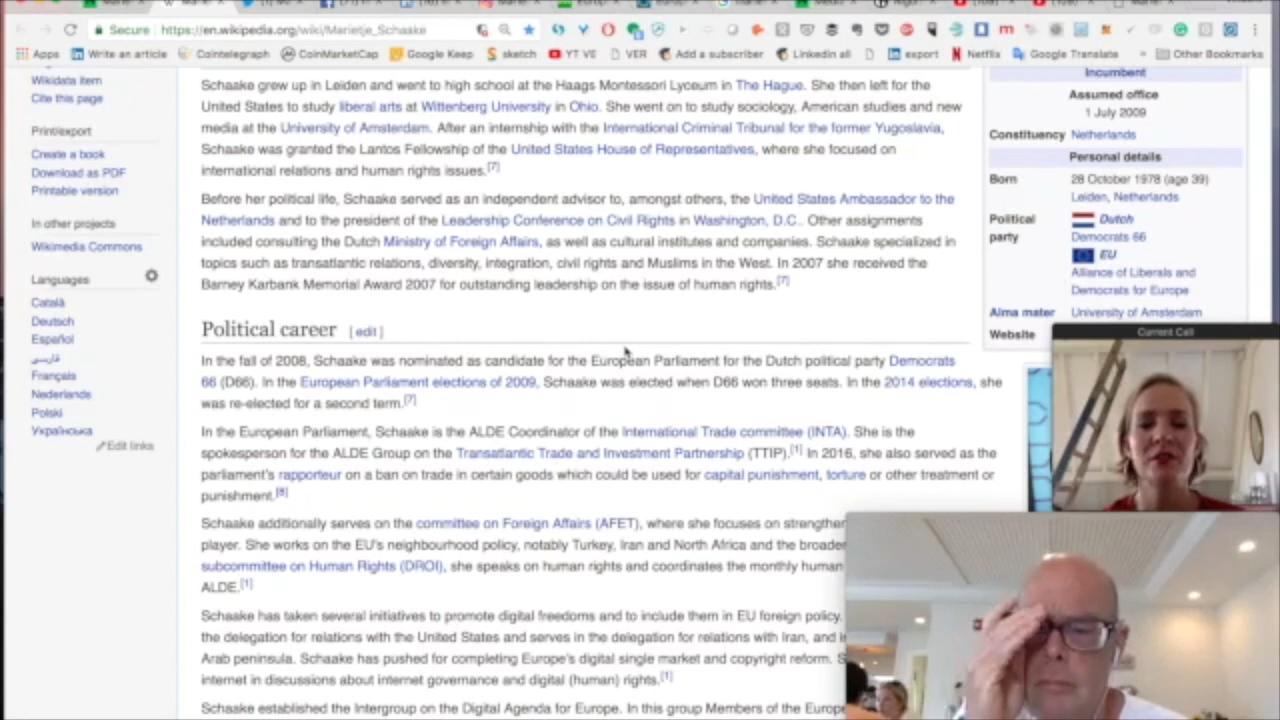 Secure
https://en.wikipedia.org/wiki/Marietje_Schaake
Apps
Write an article
Cointelegraph
CoinMarketCap
Google Keep
sketch
YT VE
VER
Add a subscriber
Linkedin all
export
Netflix
Google Translate
Other Bookmarks
Wikidata item
Cite this page
Print/export
Create a book
Download as PDF
Printable version
In other projects
Wikimedia Commons
Languages
Català
Deutsch
Español
فارسی
Français
Nederlands
Polski
Українська
Edit links
Schaake grew up in Leiden and went to high school at the Haags Montessori Lyceum in The Hague. She then left for the
United States to study liberal arts at Wittenberg University in Ohio. She went on to study sociology, American studies and new
media at the University of Amsterdam. After an internship with the International Criminal Tribunal for the former Yugoslavia,
Schaake was granted the Lantos Fellowship of the United States House of Representatives, where she focused on
international relations and human rights issues.[7]
Before her political life, Schaake served as an independent advisor to, amongst others, the United States Ambassador to the
Netherlands and to the president of the Leadership Conference on Civil Rights in Washington, D.C.. Other assignments
included consulting the Dutch Ministry of Foreign Affairs, as well as cultural institutes and companies. Schaake specialized in
topics such as transatlantic relations, diversity, integration, civil rights and Muslims in the West. In 2007 she received the
Barney Karbank Memorial Award 2007 for outstanding leadership on the issue of human rights.[7]
Political career [ edit ]
In the fall of 2008, Schaake was nominated as candidate for the European Parliament for the Dutch political party Democrats
66 (D66). In the European Parliament elections of 2009, Schaake was elected when D66 won three seats. In the 2014 elections, she
was re-elected for a second term.[7]
In the European Parliament, Schaake is the ALDE Coordinator of the International Trade committee (INTA). She is the
spokesperson for the ALDE Group on the Transatlantic Trade and Investment Partnership (TTIP).[1] In 2016, she also served as the
parliament's rapporteur on a ban on trade in certain goods which could be used for capital punishment, torture or other treatment or
punishment.[8]
Schaake additionally serves on the committee on Foreign Affairs (AFET), where she focuses on strengthen
player. She works on the EU's neighbourhood policy, notably Turkey, Iran and North Africa and the broader
subcommittee on Human Rights (DROI), she speaks on human rights and coordinates the monthly human
ALDE.[1]
Schaake has taken several initiatives to promote digital freedoms and to include them in EU foreign policy.
the delegation for relations with the United States and serves in the delegation for relations with Iran, and i
Arab peninsula. Schaake has pushed for completing Europe's digital single market and copyright reform. S
internet in discussions about internet governance and digital (human) rights.[1]
Schaake established the Intergroup on the Digital Agenda for Europe. In this group Members of the Europe
Incumbent
Assumed office
1 July 2009
Constituency Netherlands
Personal details
Born 28 October 1978 (age 39)
Leiden, Netherlands
Political party
Dutch
Democrats 66
EU
Alliance of Liberals and
Democrats for Europe
Alma mater University of Amsterdam
Website
Current Call